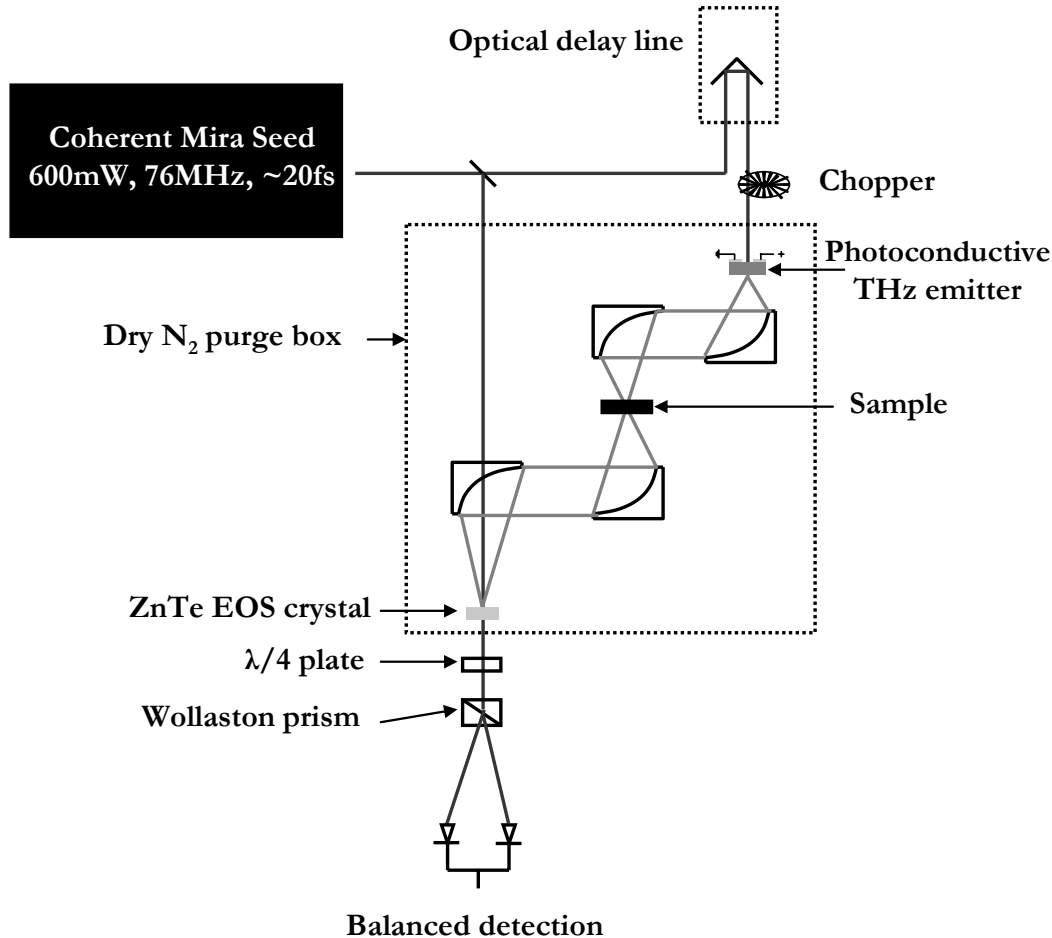 Optical delay line
Coherent Mira Seed
600mW, 76MHz, ~20fs
Chopper
Photoconductive
THz emitter
+
Dry N₂ purge box
Sample
ZnTe EOS crystal
λ/4 plate
Wollaston prism
Balanced detection